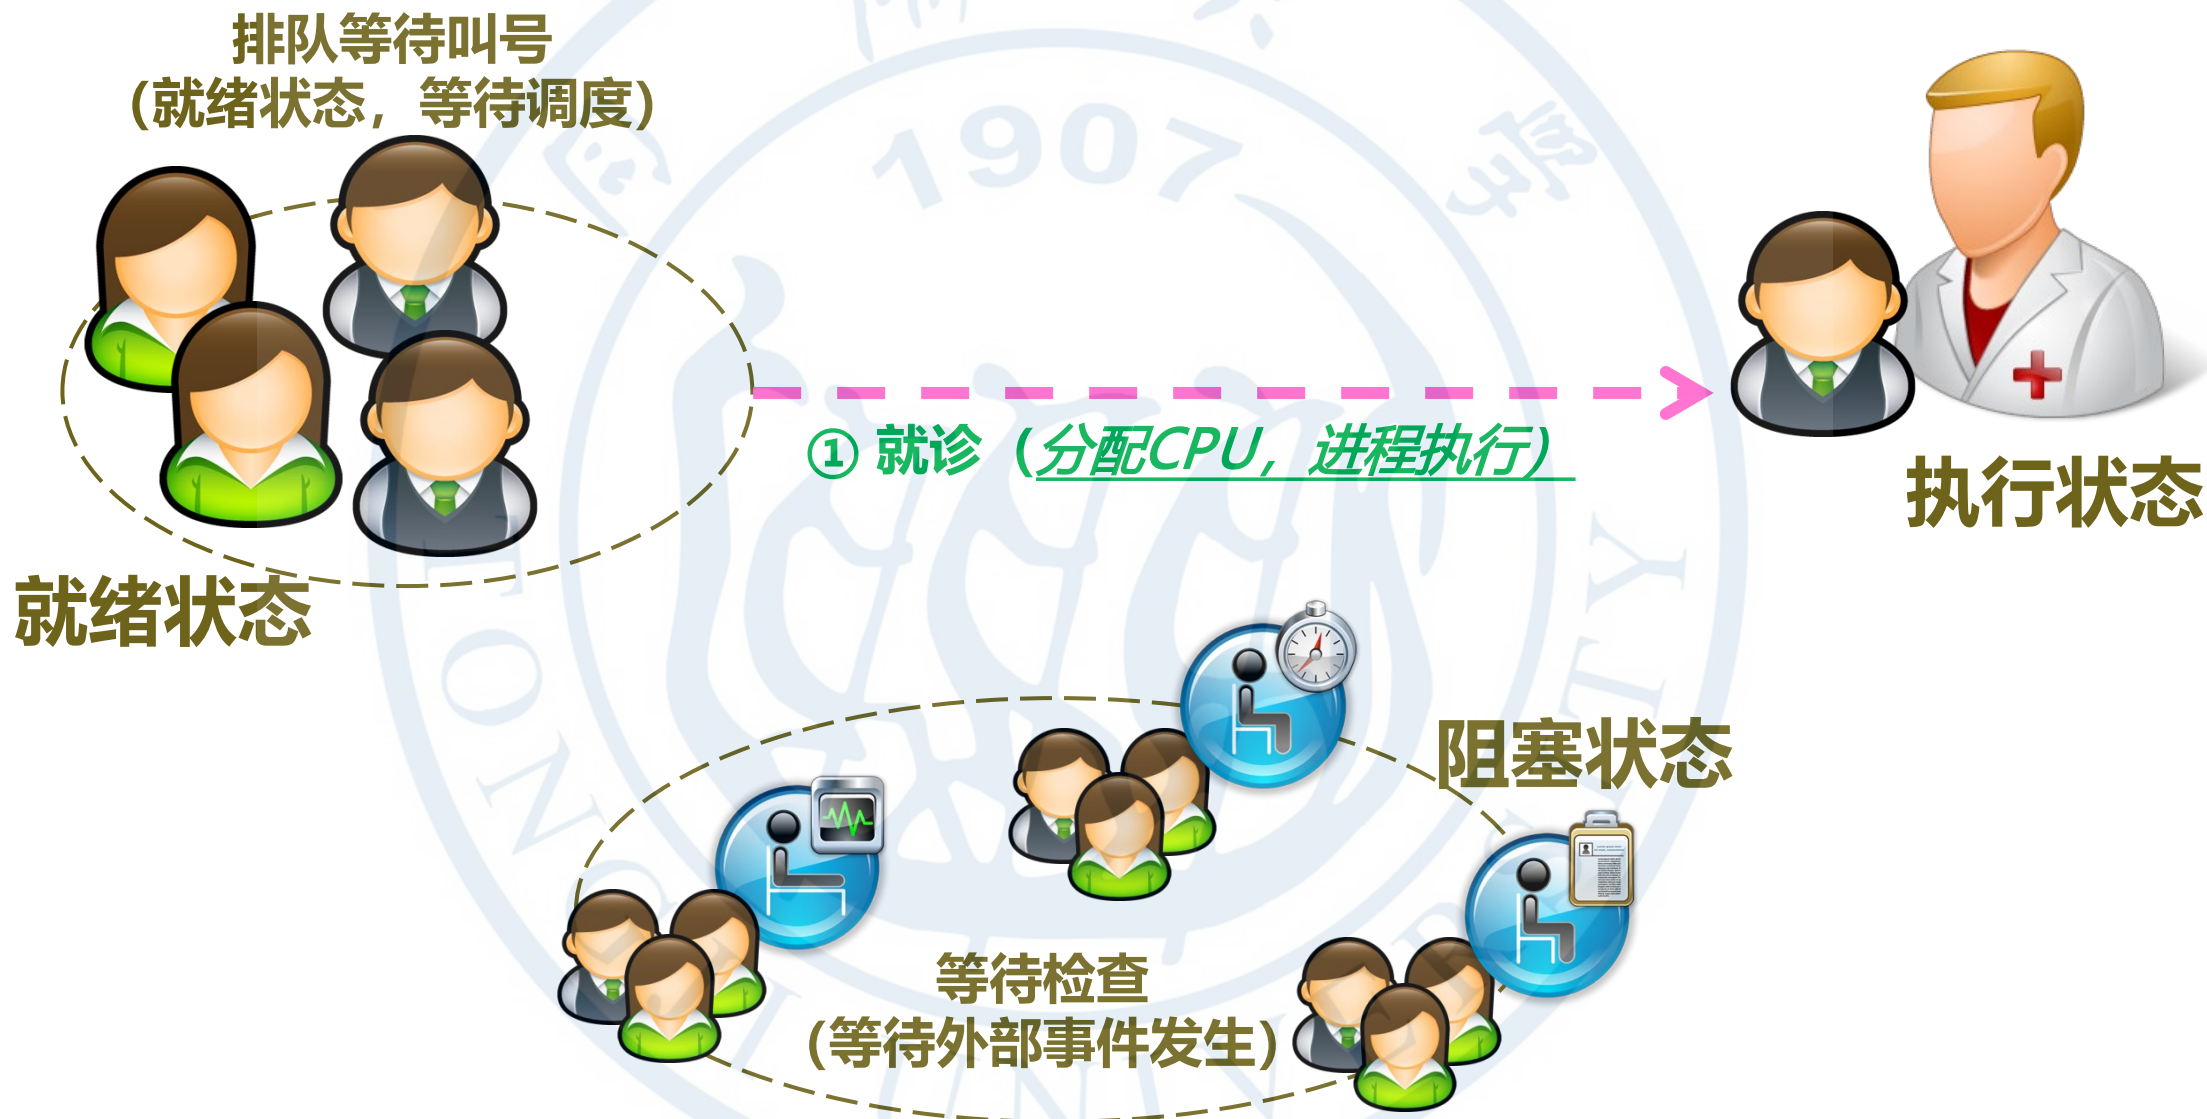 排队等待叫号
（就绪状态，等待调度）
1907
① 就诊（分配CPU，进程执行）
执行状态
就绪状态
阻塞状态
等待检查
（等待外部事件发生）
TONGJI UNIVERSITY